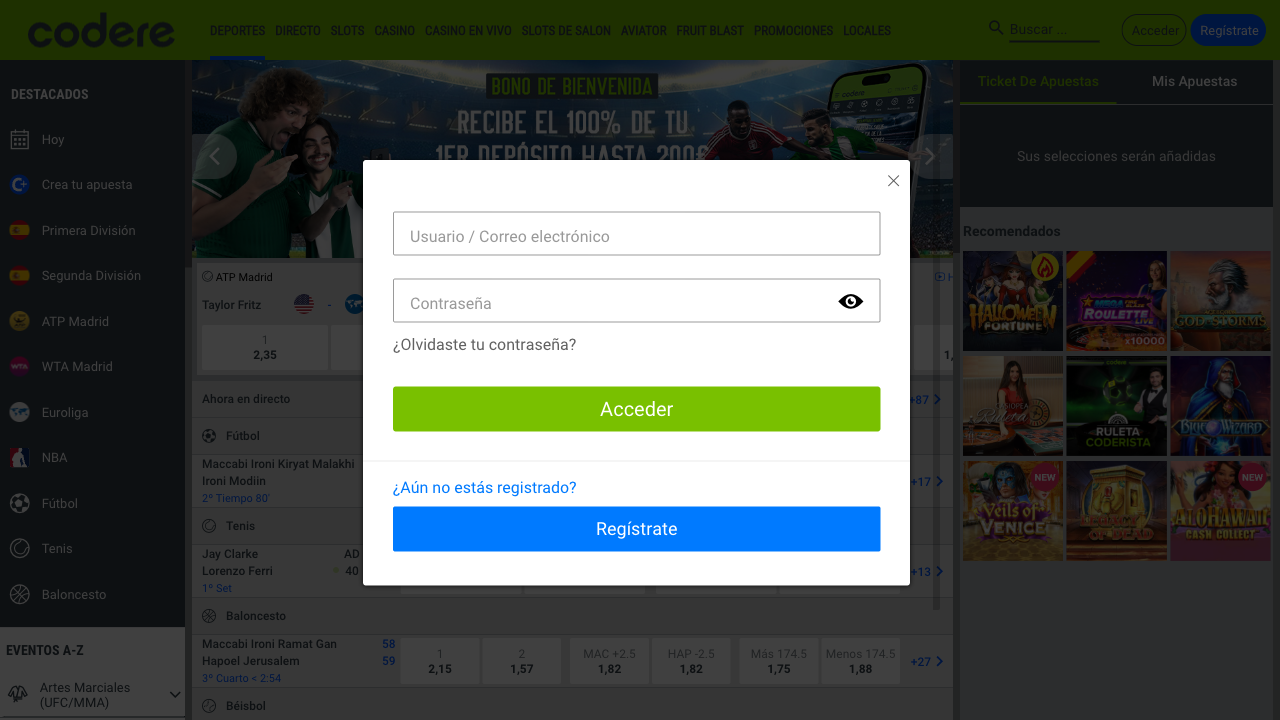 codere
DEPORTES DIRECTO SLOTS CASINO CASINO EN VIVO SLOTS DE SALON AVIATOR FRUIT BLAST PROMOCIONES LOCALES
Buscar ...
Acceder
Regístrate
DESTACADOS
Hoy
Crea tu apuesta
Primera División
Segunda División
ATP Madrid
WTA Madrid
Euroliga
NBA
Fútbol
Tenis
Baloncesto
EVENTOS A-Z
Artes Marciales
(UFC/MMA)
BONO DE BIENVENIDA
RECIBE EL 100% DE TU
1ER DEPÓSITO HASTA 200€
codere
ATP Madrid
Taylor Fritz
-
1
2,35
Ahora en directo
+87
Fútbol
Maccabi Ironi Kiryat Malakhi
Ironi Modiin
2º Tiempo 80'
+17
Tenis
Jay Clarke AD
Lorenzo Ferri 40
1º Set
+13
Baloncesto
Maccabi Ironi Ramat Gan 58
Hapoel Jerusalem 59
3º Cuarto < 2:54
1
2,15
2
1,57
MAC +2.5
1,82
HAP -2.5
1,82
Más 174.5
1,75
Menos 174.5
1,88
+27
Béisbol
Usuario / Correo electrónico
Contraseña
¿Olvidaste tu contraseña?
Acceder
¿Aún no estás registrado?
Regístrate
Ticket De Apuestas
Mis Apuestas
Sus selecciones serán añadidas
Recomendados
HALLOWEEN
FORTUNE
ROULETTE
LIVE
x10000
RULETA
CODERISTA
BLUE WIZARD
NEW
Veils of
VENICE
NEW
ALOHAWAII
CASH COLLECT